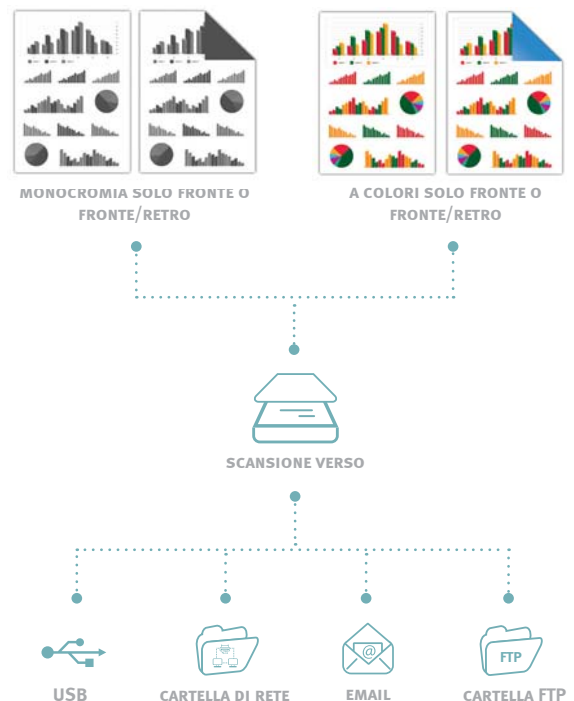 MONOCROMIA SOLO FRONTE O
FRONTE/RETRO
A COLORI SOLO FRONTE O
FRONTE/RETRO
SCANSIONE VERSO
@
FTP
USB
CARTELLA DI RETE
EMAIL
CARTELLA FTP